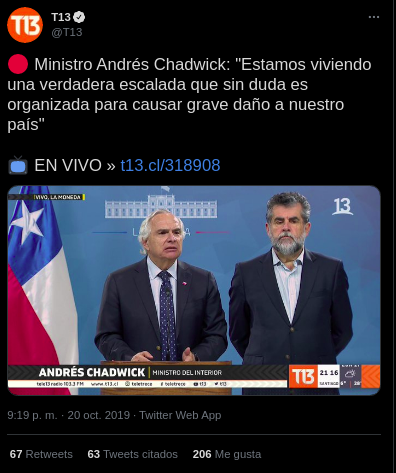 T13
@T13
Ministro Andrés Chadwick: "Estamos viviendo
una verdadera escalada que sin duda es
organizada para causar grave daño a nuestro
país"
EN VIVO » t13.cl/318908
VIVO, LA MONEDA
13
ANDRÉS CHADWICK | MINISTRO DEL INTERIOR
T13
21 16
SANTIAGO
tele13 radio 103.3 FM www.t13.cl teletrece teletrece t13 t13
9:19 p. m. · 20 oct. 2019 · Twitter Web App
67 Retweets 63 Tweets citados 206 Me gusta